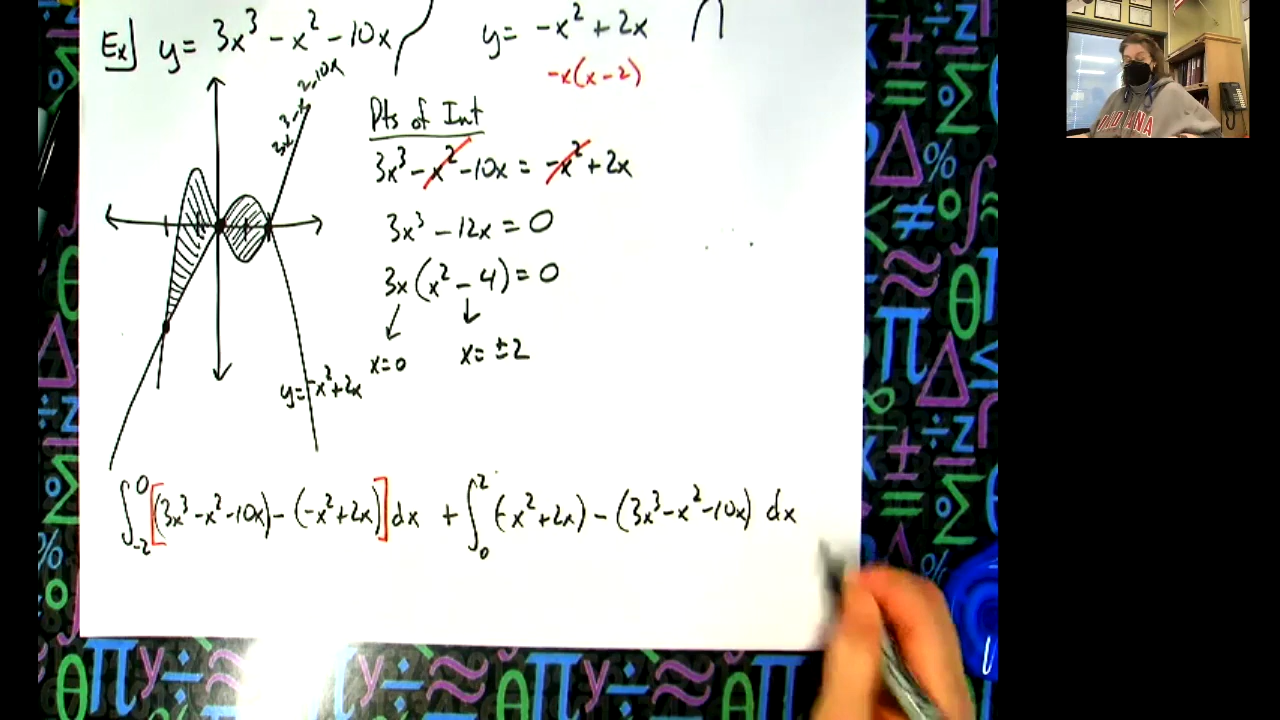 Ex] y = 3x³ - x² - 10x
y = -x² + 2x
-x(x-2)
Pts of Int
3x³ - x² - 10x = -x² + 2x
3x³ - 12x = 0
3x(x² - 4) = 0
x=0 x= ±2
y=-x²+2x
∫₋₂⁰ [(3x³-x²-10x) - (-x²+2x)] dx + ∫₀² (-x²+2x) - (3x³-x²-10x) dx
INDIANA